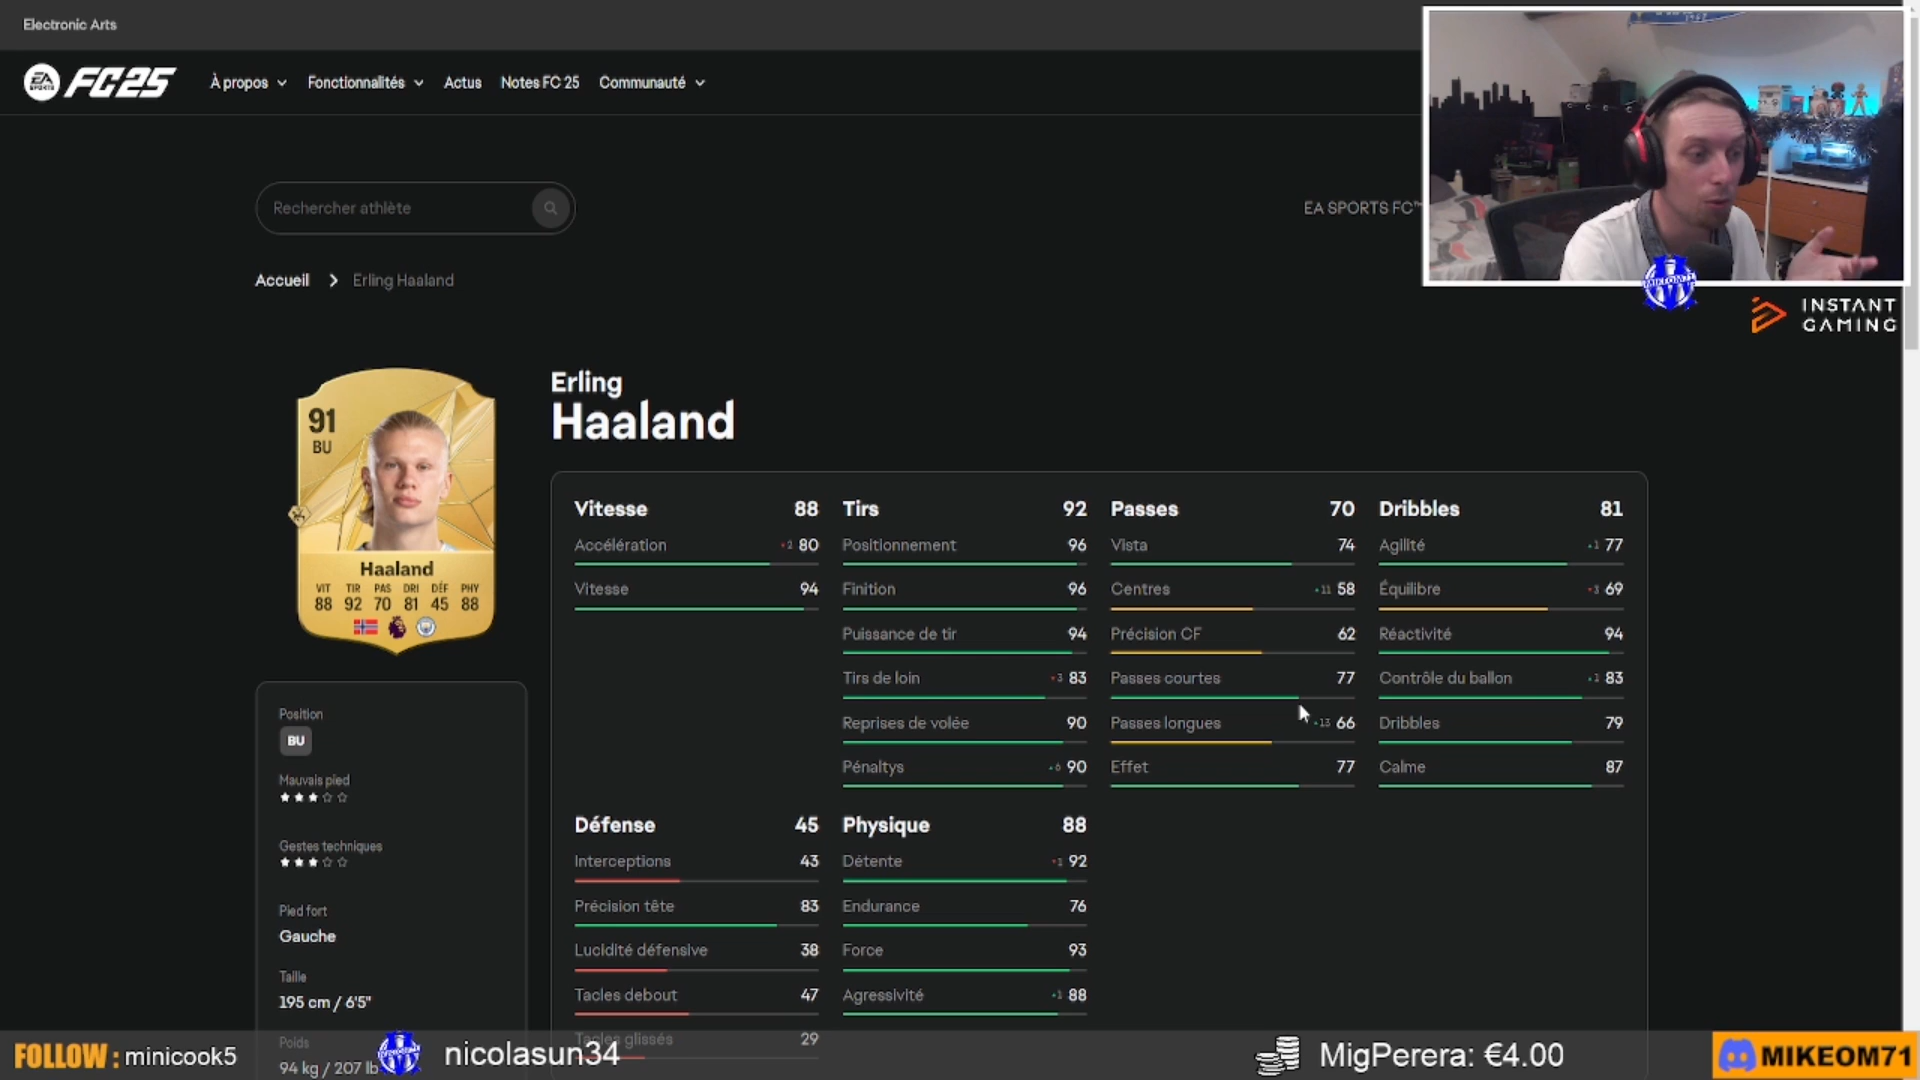 Electronic Arts
EA SPORTS FC25
À propos
Fonctionnalités
Actus
Notes FC 25
Communauté
Rechercher athlète
EA SPORTS FC™
Accueil
Erling Haaland
INSTANT
GAMING
91
BU
Haaland
VIT TIR PAS DRI DÉF PHY
88 92 70 81 45 88
Position
BU
Mauvais pied
Gestes techniques
Pied fort
Gauche
Taille
195 cm / 6'5"
Poids
94 kg / 207 lb
Erling
Haaland
Vitesse 88
Accélération 2 80
Vitesse 94
Tirs 92
Positionnement 96
Finition 96
Puissance de tir 94
Tirs de loin 3 83
Reprises de volée 90
Pénaltys 6 90
Passes 70
Vista 74
Centres 11 58
Précision CF 62
Passes courtes 77
Passes longues 13 66
Effet 77
Dribbles 81
Agilité 1 77
Équilibre 3 69
Réactivité 94
Contrôle du ballon 83
Dribbles 79
Calme 87
Défense 45
Interceptions 43
Précision tête 83
Lucidité défensive 38
Tacles debout 47
Tacles glissés 29
Physique 88
Détente 92
Endurance 76
Force 93
Agressivité 88
FOLLOW : minicook5
nicolasun34
MigPerera: €4.00
MIKEOM71